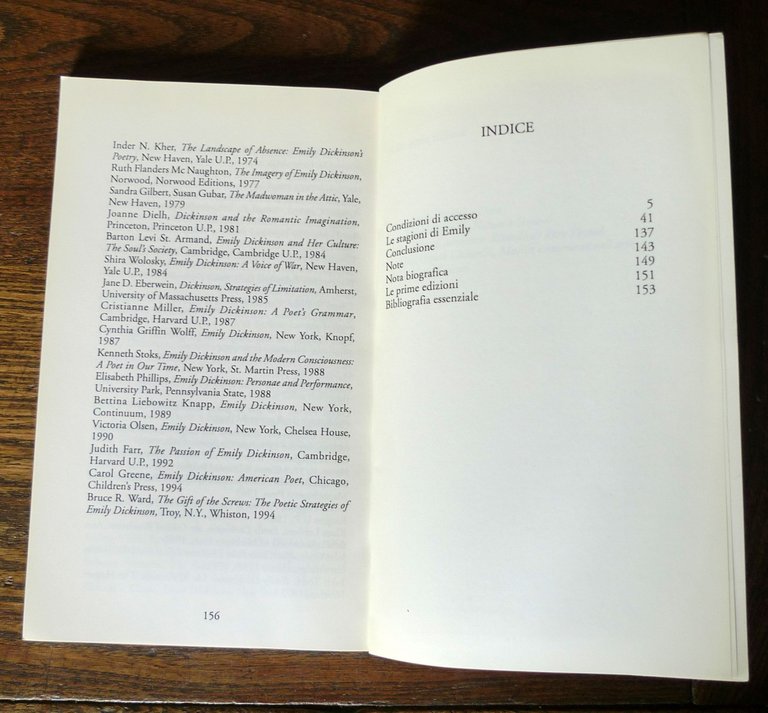 Inder N. Kher, The Landscape of Absence: Emily Dickinson's
Poetry, New Haven, Yale U.P., 1974
Ruth Flanders Mc Naughton, The Imagery of Emily Dickinson,
Norwood, Norwood Editions, 1977
Sandra Gilbert, Susan Gubar, The Madwoman in the Attic, Yale,
New Haven, 1979
Joanne Dielh, Dickinson and the Romantic Imagination,
Princeton, Princeton U.P., 1981
Barton Levi St. Armand, Emily Dickinson and Her Culture:
The Soul's Society, Cambridge, Cambridge U.P., 1984
Shira Wolosky, Emily Dickinson: A Voice of War, New Haven,
Yale U.P., 1984
Jane D. Eberwein, Dickinson, Strategies of Limitation, Amherst,
University of Massachusetts Press, 1985
Cristianne Miller, Emily Dickinson: A Poet's Grammar,
Cambridge, Harvard U.P., 1987
Cynthia Griffin Wolff, Emily Dickinson, New York, Knopf,
1987
Kenneth Stoks, Emily Dickinson and the Modern Consciousness:
A Poet in Our Time, New York, St. Martin Press, 1988
Elisabeth Phillips, Emily Dickinson: Personae and Performance,
University Park, Pennsylvania State, 1988
Bettina Liebowitz Knapp, Emily Dickinson, New York,
Continuum, 1989
Victoria Olsen, Emily Dickinson, New York, Chelsea House,
1990
Judith Farr, The Passion of Emily Dickinson, Cambridge,
Harvard U.P., 1992
Carol Greene, Emily Dickinson: American Poet, Chicago,
Children's Press, 1994
Bruce R. Ward, The Gift of the Screws: The Poetic Strategies of
Emily Dickinson, Troy, N.Y., Whiston, 1994
156
INDICE
Condizioni di accesso 5
Le stagioni di Emily 41
Conclusione 137
Note 143
Nota biografica 149
Le prime edizioni 151
Bibliografia essenziale 153